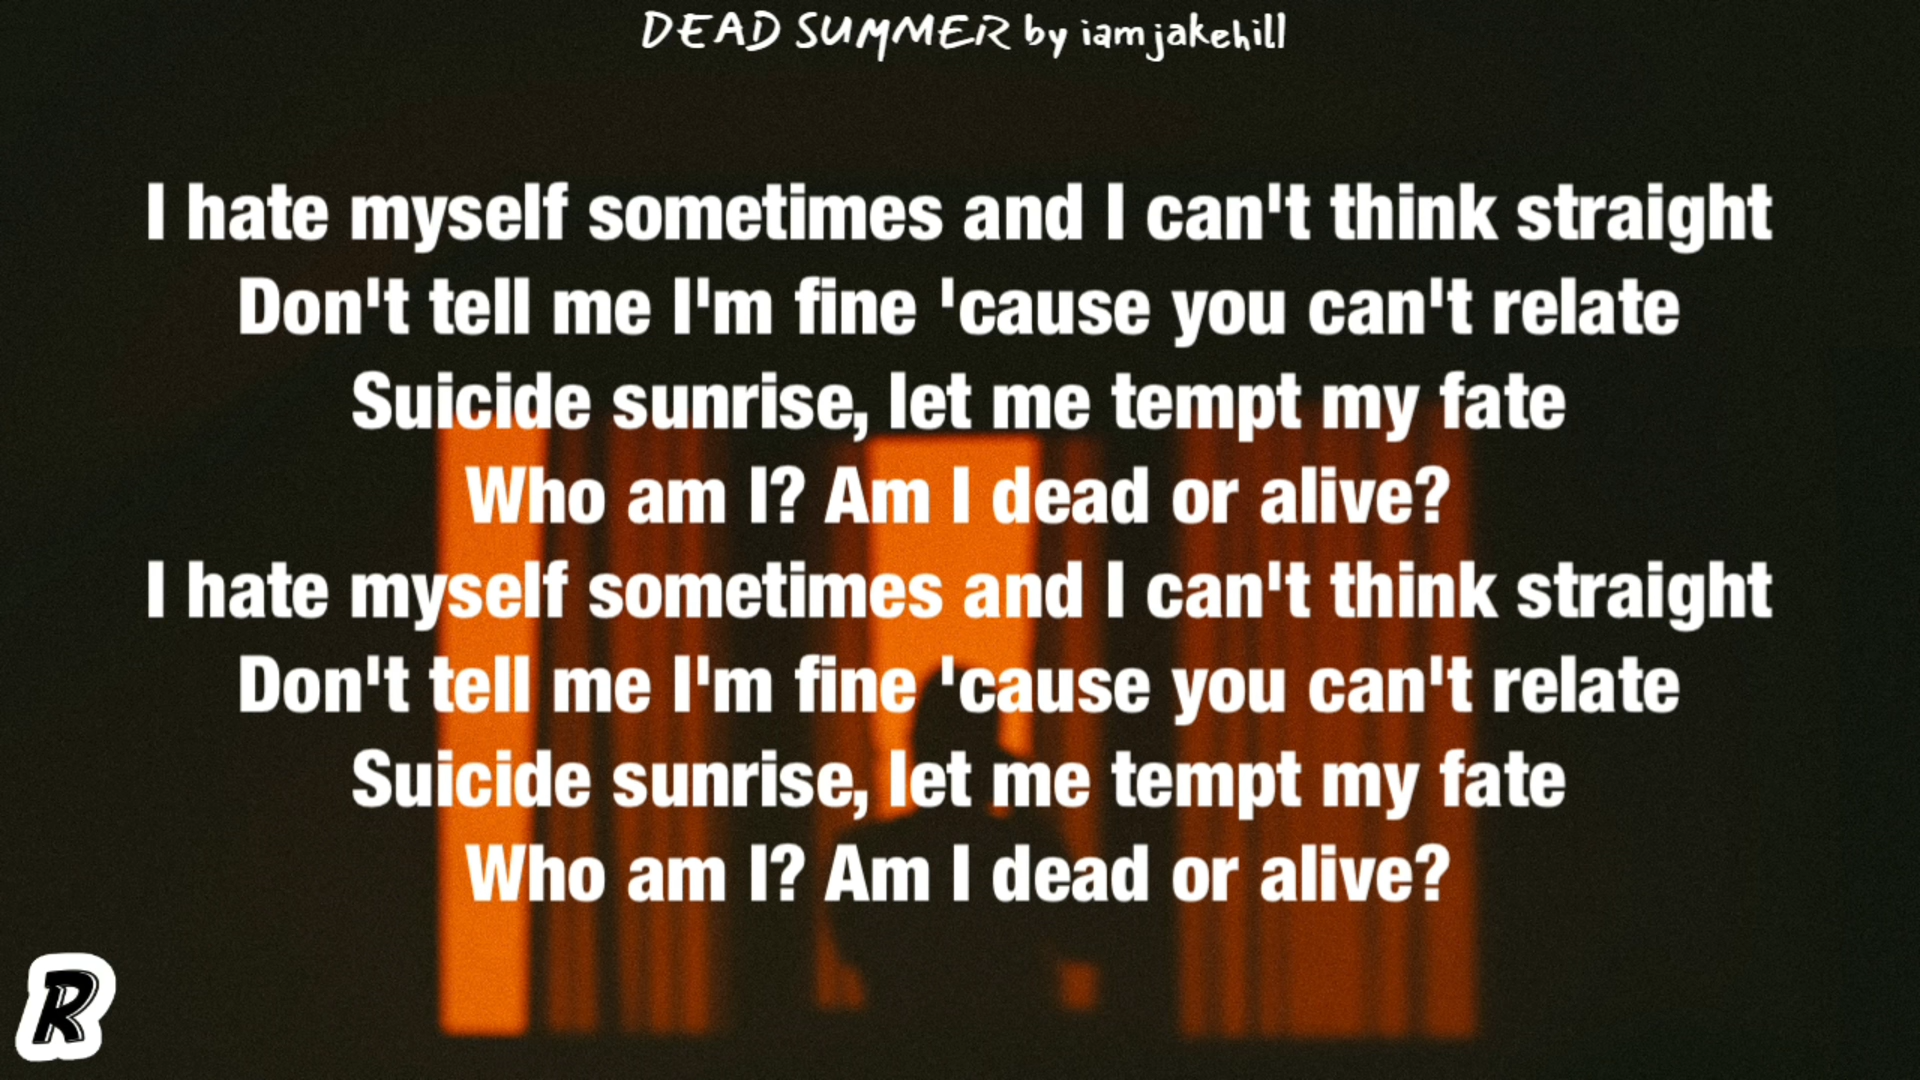 DEAD SUMMER by iamjakehill
I hate myself sometimes and I can't think straight
Don't tell me I'm fine 'cause you can't relate
Suicide sunrise, let me tempt my fate
Who am I? Am I dead or alive?
I hate myself sometimes and I can't think straight
Don't tell me I'm fine 'cause you can't relate
Suicide sunrise, let me tempt my fate
Who am I? Am I dead or alive?
R